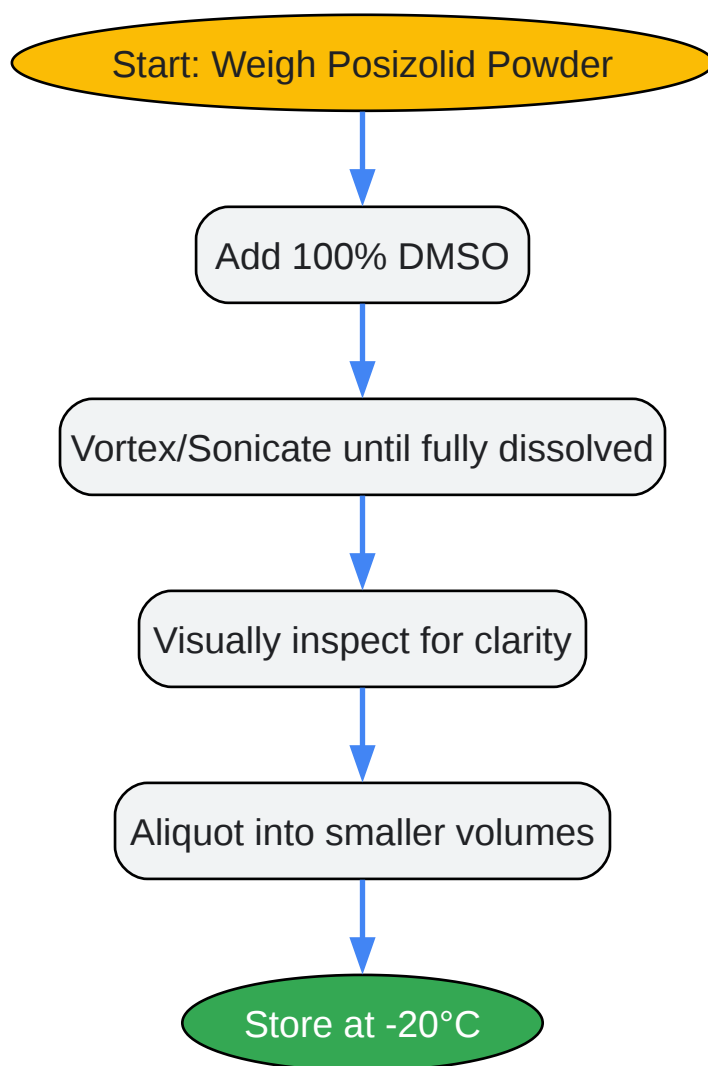 Start: Weigh Posizolid Powder
Add 100% DMSO
Vortex/Sonicate until fully dissolved
Visually inspect for clarity
Aliquot into smaller volumes
Store at -20°C